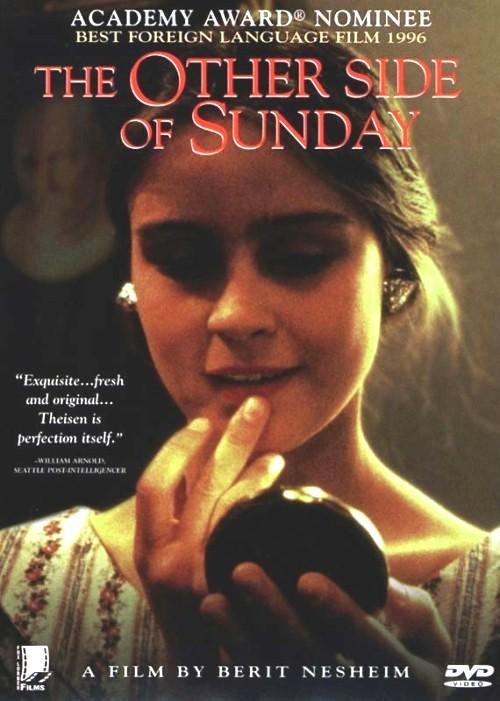 ACADEMY AWARD® NOMINEE
BEST FOREIGN LANGUAGE FILM 1996
THE OTHER SIDE
OF SUNDAY
“Exquisite...fresh
and original...
Theisen is
perfection itself.”
-WILLIAM ARNOLD,
SEATTLE POST-INTELLIGENCER
FILMS
A FILM BY BERIT NESHEIM
DVD
VIDEO